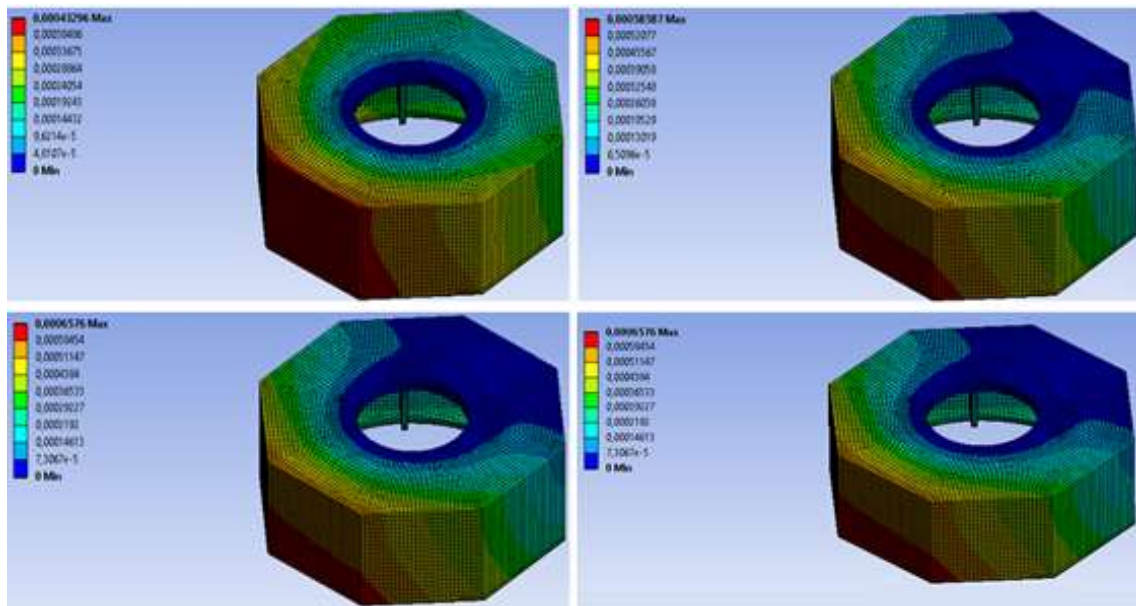 0,00043296 Max
0,00038486
0,00033675
0,00028864
0,00024054
0,00019243
0,00014432
9,6214e-5
4,8107e-5
0 Min
0,00058587 Max
0,00052077
0,00045567
0,00039058
0,00032548
0,00026039
0,00019529
0,00013019
6,5096e-5
0 Min
0,0006576 Max
0,00058454
0,00051147
0,0004384
0,00036533
0,00029227
0,0002192
0,00014613
7,3067e-5
0 Min
0,0006576 Max
0,00058454
0,00051147
0,0004384
0,00036533
0,00029227
0,0002192
0,00014613
7,3067e-5
0 Min